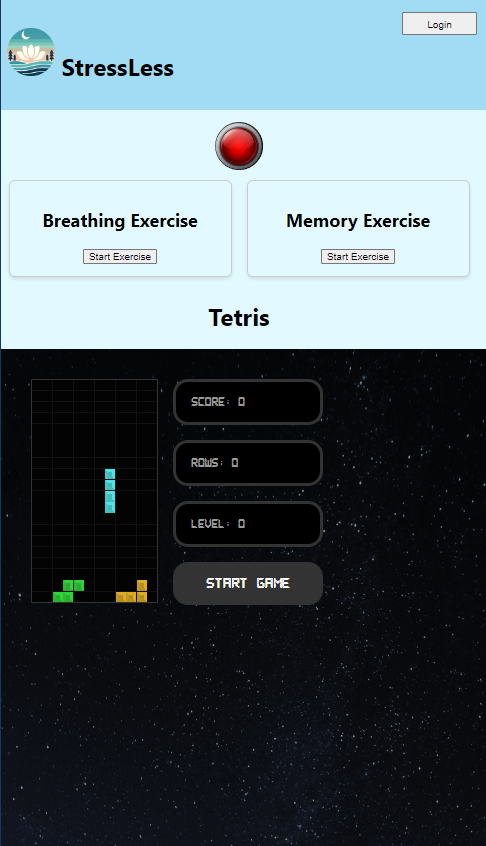 Login
StressLess
Breathing Exercise
Start Exercise
Memory Exercise
Start Exercise
Tetris
SCORE: 0
ROWS: 0
LEVEL: 0
START GAME